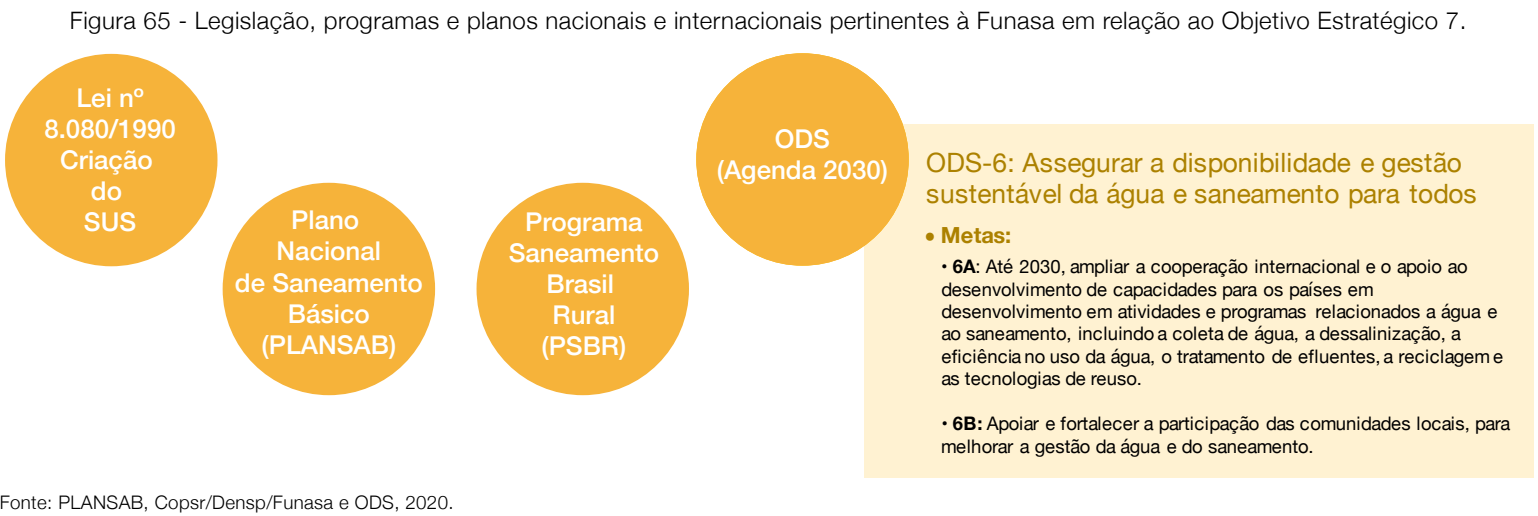 Figura 65 - Legislação, programas e planos nacionais e internacionais pertinentes à Funasa em relação ao Objetivo Estratégico 7.
Lei nº
8.080/1990
Criação
do
SUS
Plano
Nacional
de Saneamento
Básico
(PLANSAB)
Programa
Saneamento
Brasil
Rural
(PSBR)
ODS
(Agenda 2030)
ODS-6: Assegurar a disponibilidade e gestão
sustentável da água e saneamento para todos
• Metas:
• 6A: Até 2030, ampliar a cooperação internacional e o apoio ao
desenvolvimento de capacidades para os países em
desenvolvimento em atividades e programas relacionados a água e
ao saneamento, incluindo a coleta de água, a dessalinização, a
eficiência no uso da água, o tratamento de efluentes, a reciclagem e
as tecnologias de reuso.
• 6B: Apoiar e fortalecer a participação das comunidades locais, para
melhorar a gestão da água e do saneamento.
Fonte: PLANSAB, Copsr/Densp/Funasa e ODS, 2020.